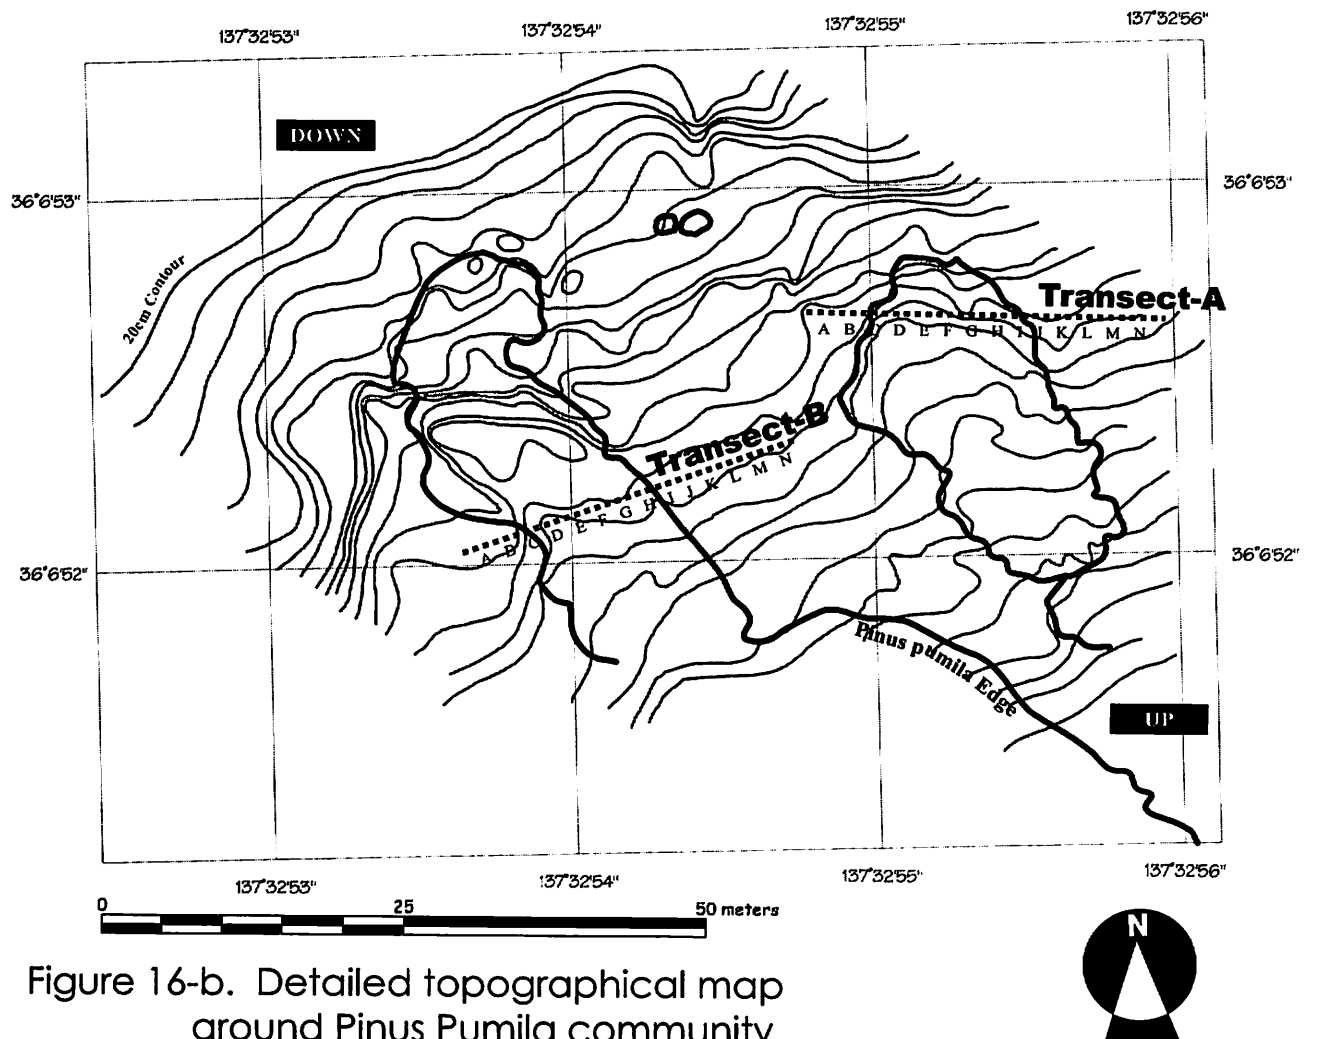 137°32'53" 137°32'54" 137°32'55" 137°32'56"
DOWN
36°6'53" 36°6'53"
20cm Contour
Transect-A
A B C D E F G H I J K L M N
Transect-B
A B C D E F G H I J K L M N
36°6'52" 36°6'52"
Pinus pumila Edge
UP
137°32'53" 137°32'54" 137°32'55" 137°32'56"
0 25 50 meters
N
Figure 16-b. Detailed topographical map
around Pinus Pumila community